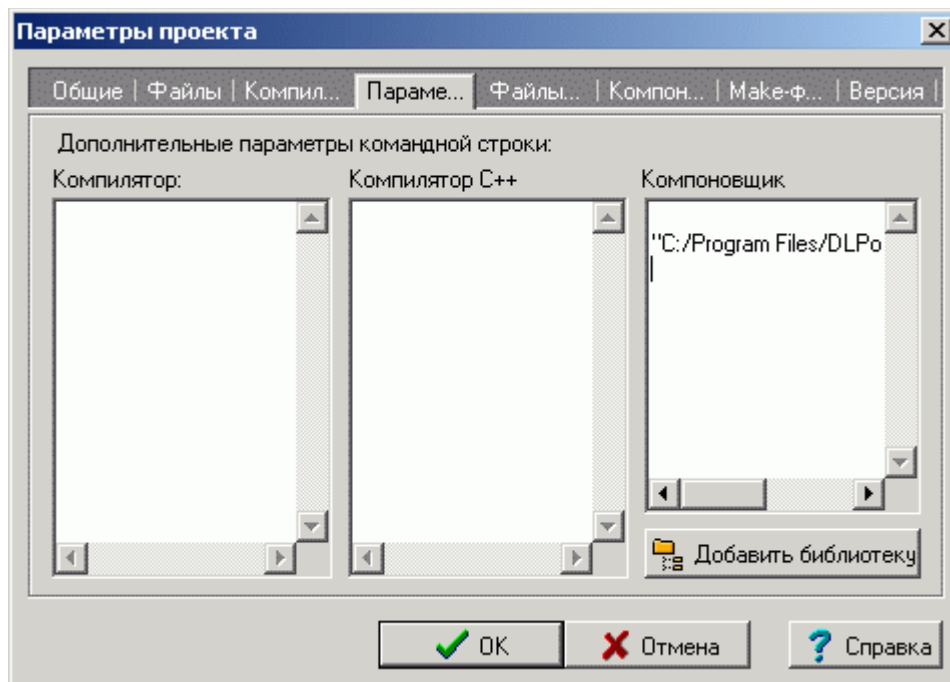 Параметры проекта
Общие | Файлы | Компил... Параме... Файлы... | Компон... | Make-ф... | Версия |
Дополнительные параметры командной строки:
Компилятор: Компилятор C++ Компоновщик
"C:/Program Files/DLPo
Добавить библиотеку
OK Отмена Справка